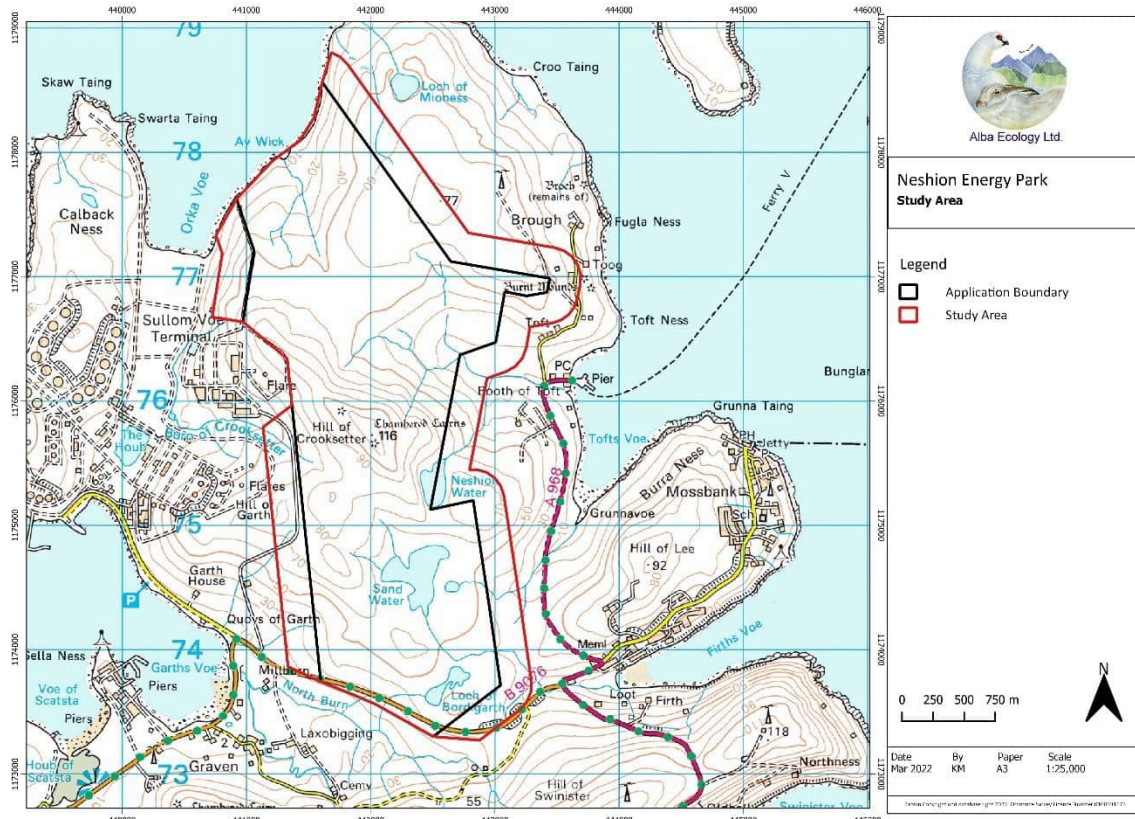 440000 441000 442000 443000 444000 445000 446000
1179000
79
Croo Taing
Loch of
Mioness
Skaw Taing
Swarta Taing
78
1178000
Av Wick
Orka Voe
Calback
Ness
77
Broch
(remains of)
Brough
Fugla Ness
Toog
77
1177000
Burnt Mounds
Toft
Toft Ness
Sullom Voe
Terminal
Ferry V
PC
Pier
Bunglar
76
1176000
Flare
Booth of Toft
Grunna Taing
Chambered Cairns
Hill of
Crooksetter
116
Burn of Crooksetter
The
Houb
Tofts Voe
PH
Jetty
Neshion
Water
Burra Ness
Mossbank
A 968
Flares
Hill of
Garth
Grunnavoe
Sch
75
1175000
Hill of Lee
92
Garth
House
Sand
Water
P
Quoys of Garth
Firths Voe
74
1174000
Meml
Sella Ness
Garths Voe
Millburn
B 9076
Voe of
Scatsta
Piers
North Burn
Loch
Bordigarth
Loot
Firth
Piers
Laxobigging
118
Houb of
Scatsta
2
Graven
73
1173000
Cemy
Northness
Hill of
Swinister
55
Swinister Voe
Chambered Cairn
Alba Ecology Ltd.
Neshion Energy Park
Study Area
Legend
Application Boundary
Study Area
N
0 250 500 750 m
Date By Paper Scale
Mar 2022 KM A3 1:25,000